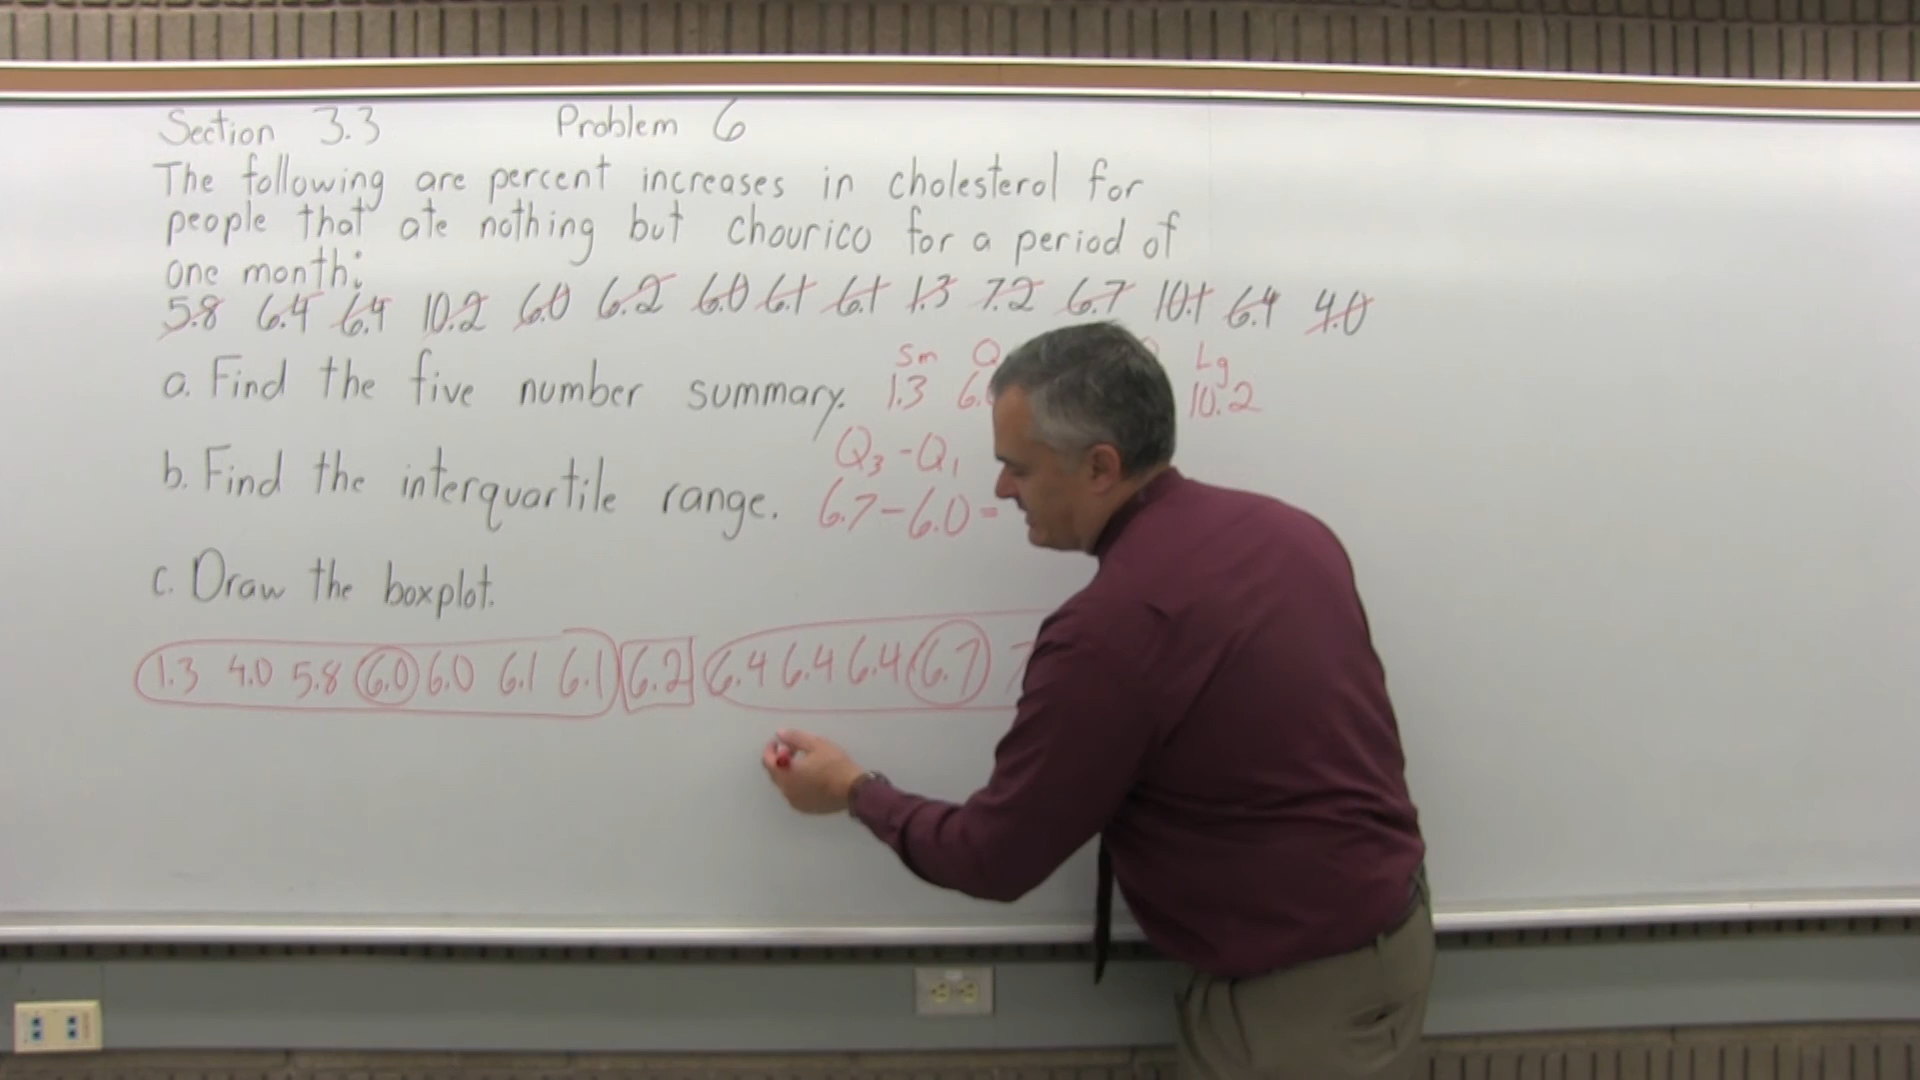 Section 3.3 Problem 6
The following are percent increases in cholesterol for
people that ate nothing but chourico for a period of
one month:
5.8 6.4 6.4 10.2 6.0 6.2 6.0 6.1 6.1 1.3 7.2 6.7 10.1 6.4 4.0
Sm Q Lg
a. Find the five number summary. 1.3 6. 10.2
Q3 - Q1
b. Find the interquartile range. 6.7 - 6.0 =
c. Draw the boxplot.
1.3 4.0 5.8 6.0 6.0 6.1 6.1 6.2 6.4 6.4 6.4 6.7 7